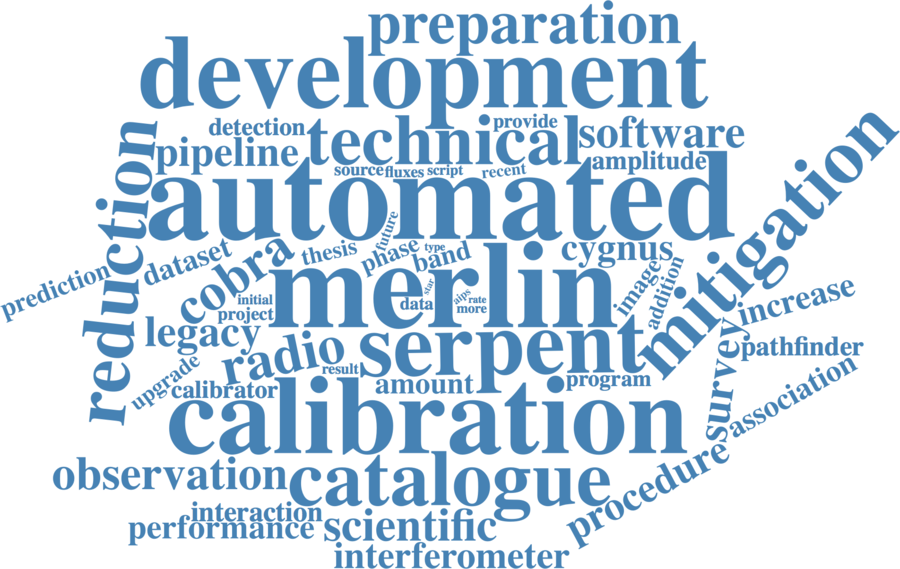 preparation
development
detection
provide
technical
software
pipeline
amplitude
source
fluxes
script
recent
automated
reduction
mitigation
future
thesis
phase
type
band
cygnus
dataset
cobra
prediction
star
merlin
image
addition
initial
data
aips
rate
more
project
increase
legacy
radio
serpent
survey
pathfinder
upgrade
result
calibrator
amount
program
association
calibration
observation
catalogue
procedure
interaction
performance
scientific
interferometer